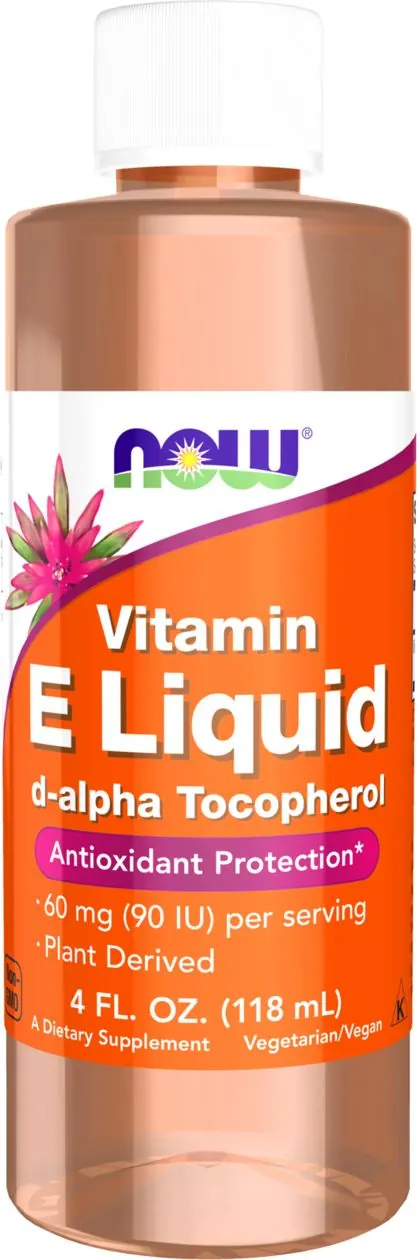 now®
Vitamin
E Liquid
d-alpha Tocopherol
Antioxidant Protection*
·60 mg (90 IU) per serving
·Plant Derived
Non-
GMO
4 FL. OZ. (118 mL)
A Dietary Supplement Vegetarian/Vegan
K